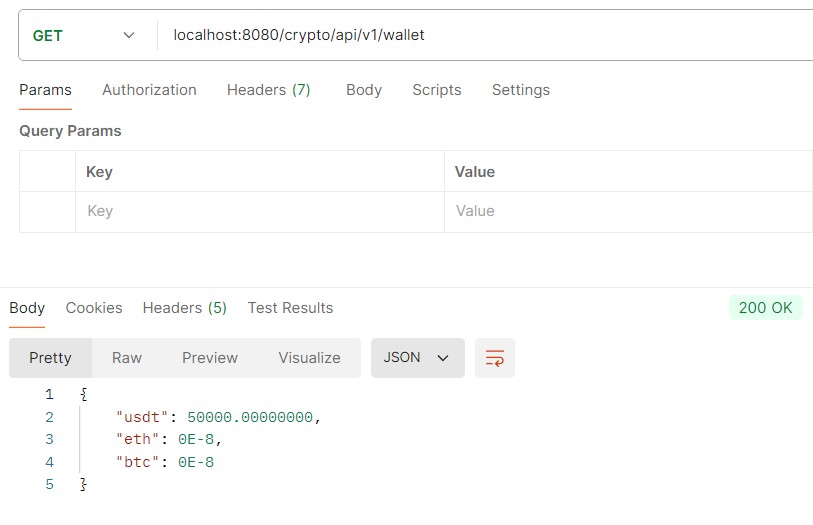 GET localhost:8080/crypto/api/v1/wallet
Params Authorization Headers (7) Body Scripts Settings
Query Params
Key Value
Key Value
Body Cookies Headers (5) Test Results 200 OK
Pretty Raw Preview Visualize JSON
1 {
2 "usdt": 50000.00000000,
3 "eth": 0E-8,
4 "btc": 0E-8
5 }